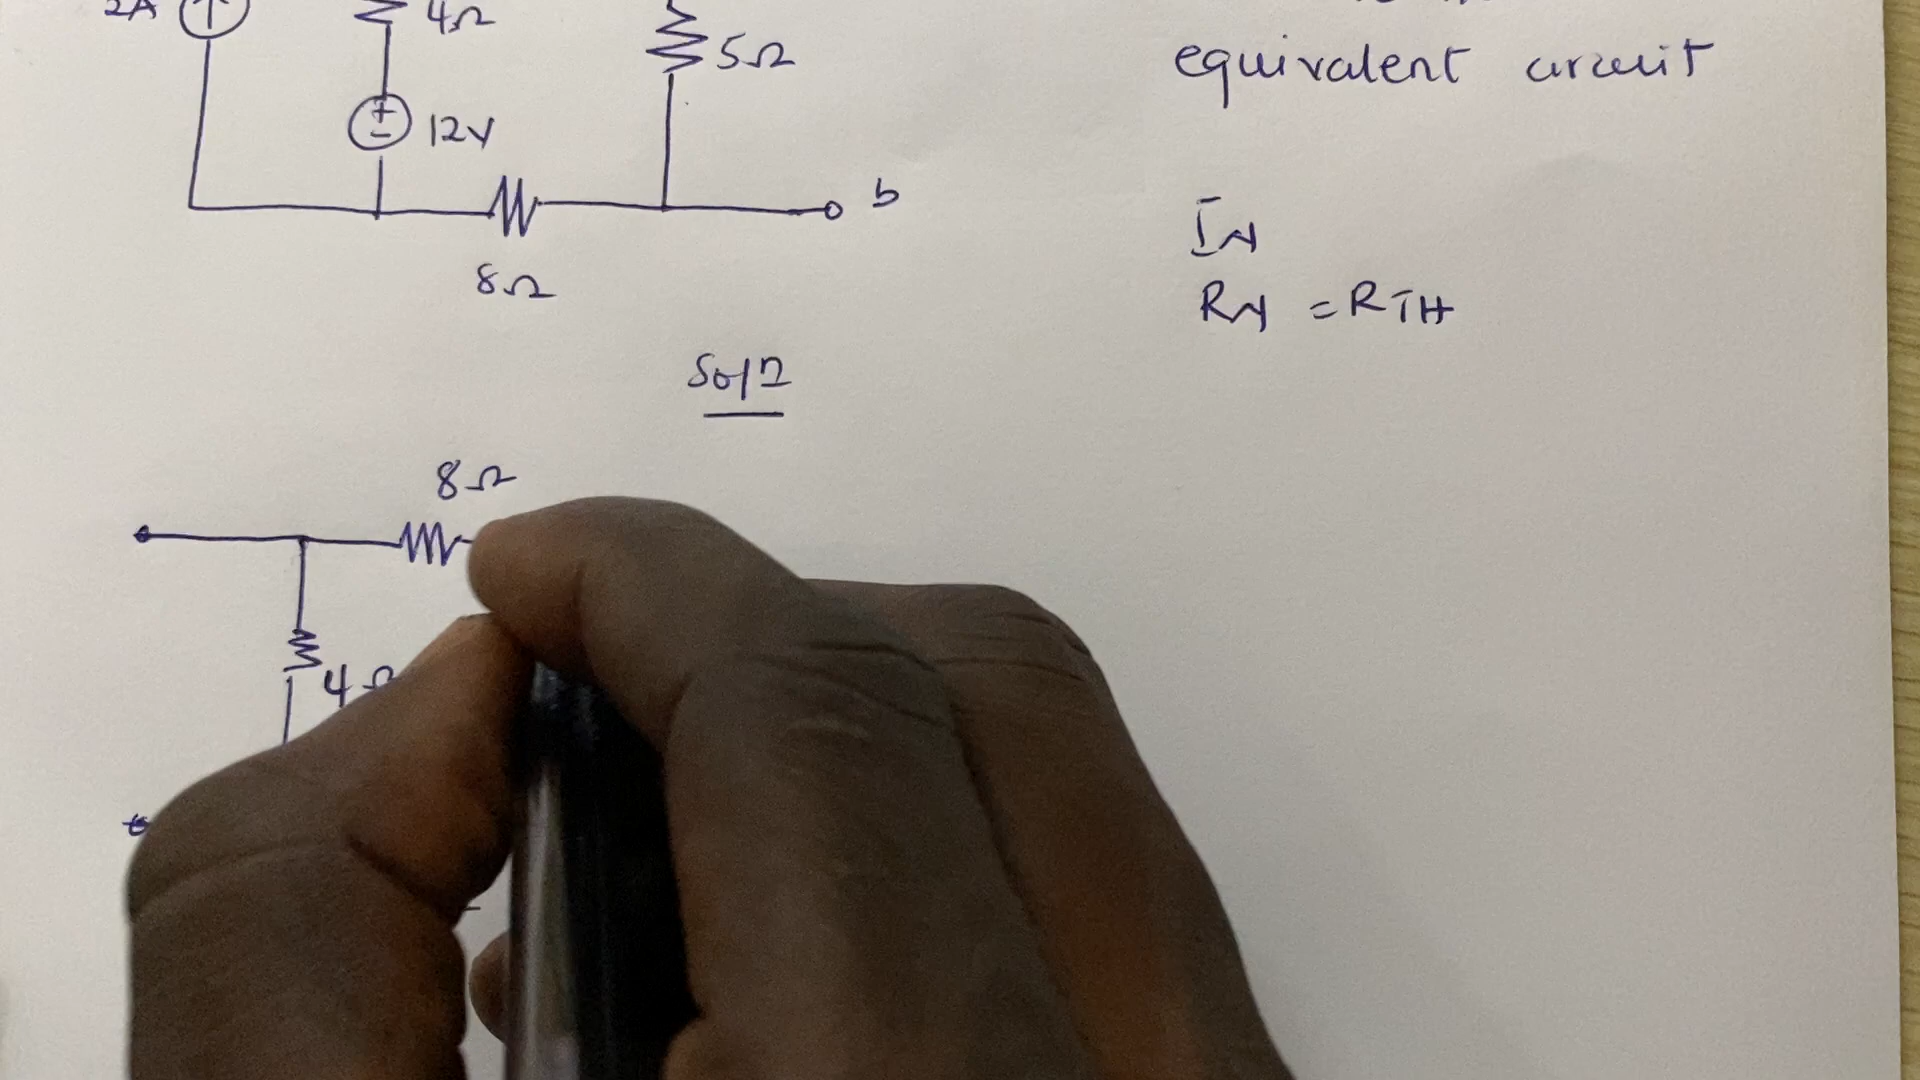 2A
4Ω
5Ω
equivalent circuit
+
-
12V
b
8Ω
IN
RN = RTH
Soln
8Ω
4Ω